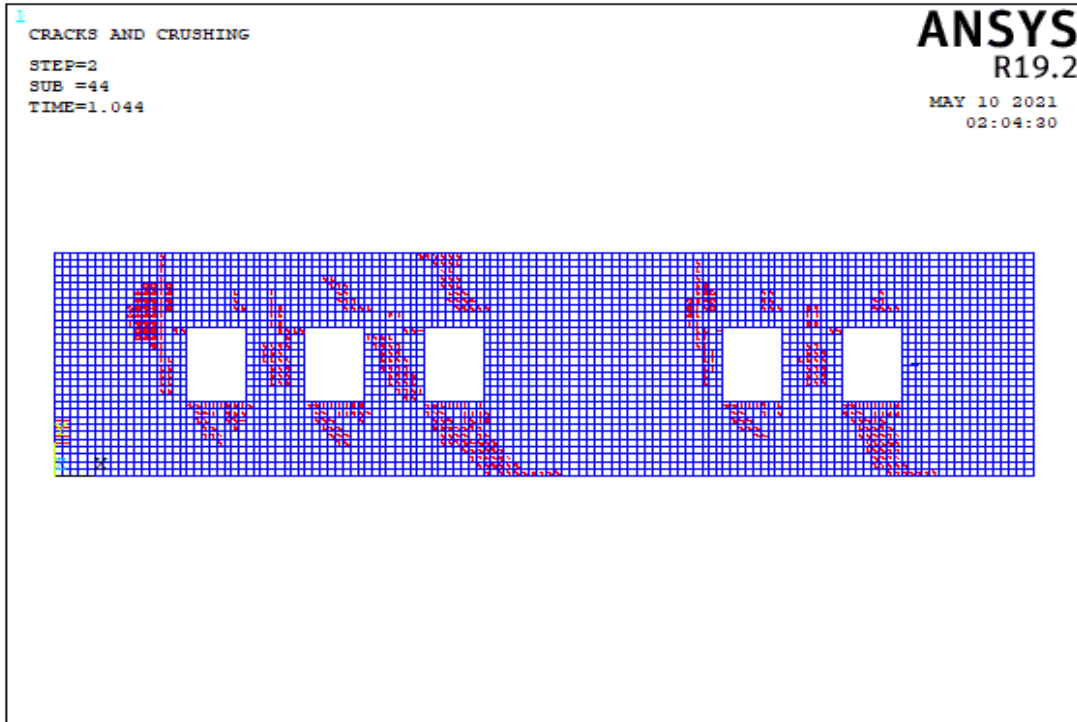 1
CRACKS AND CRUSHING
STEP=2
SUB =44
TIME=1.044
ANSYS
R19.2
MAY 10 2021
02:04:30
Y
Z X